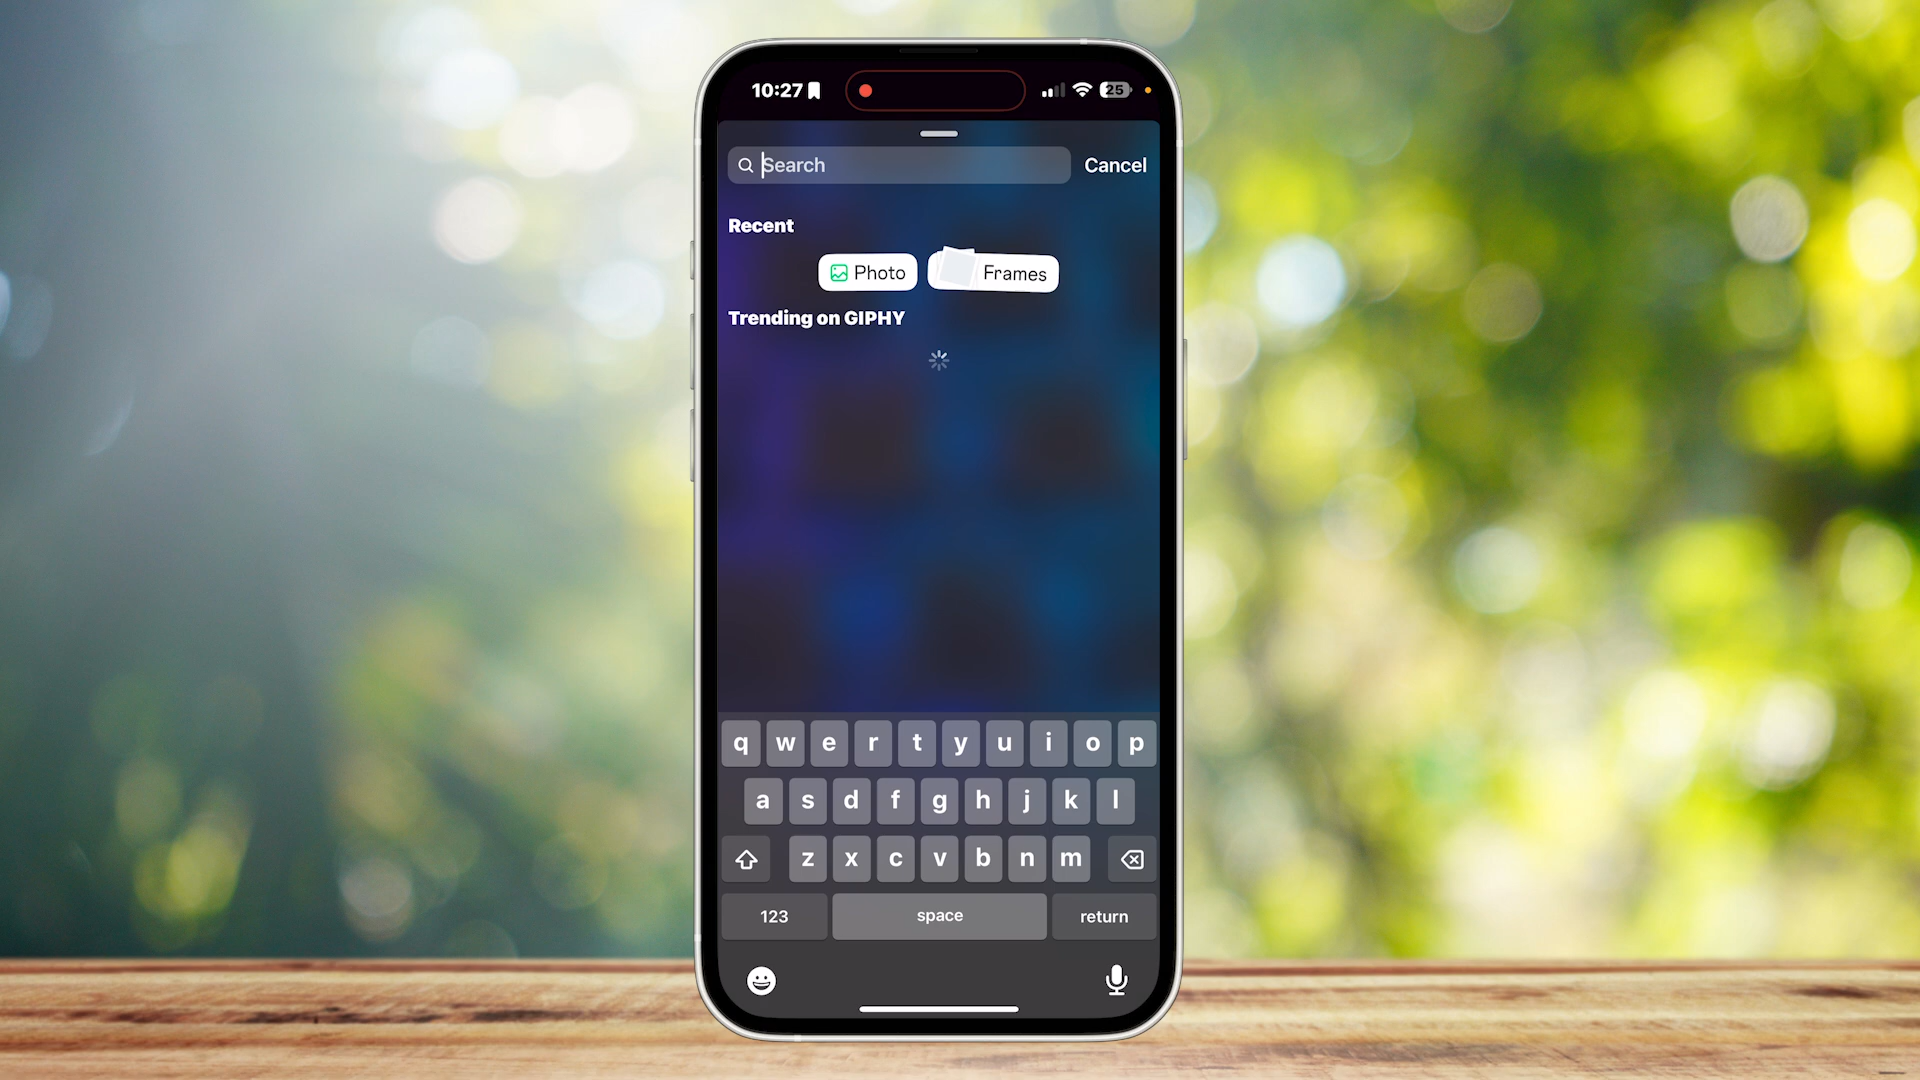 10:27 25
Search Cancel
Recent
Photo Frames
Trending on GIPHY
q w e r t y u i o p
a s d f g h j k l
z x c v b n m
123 space return